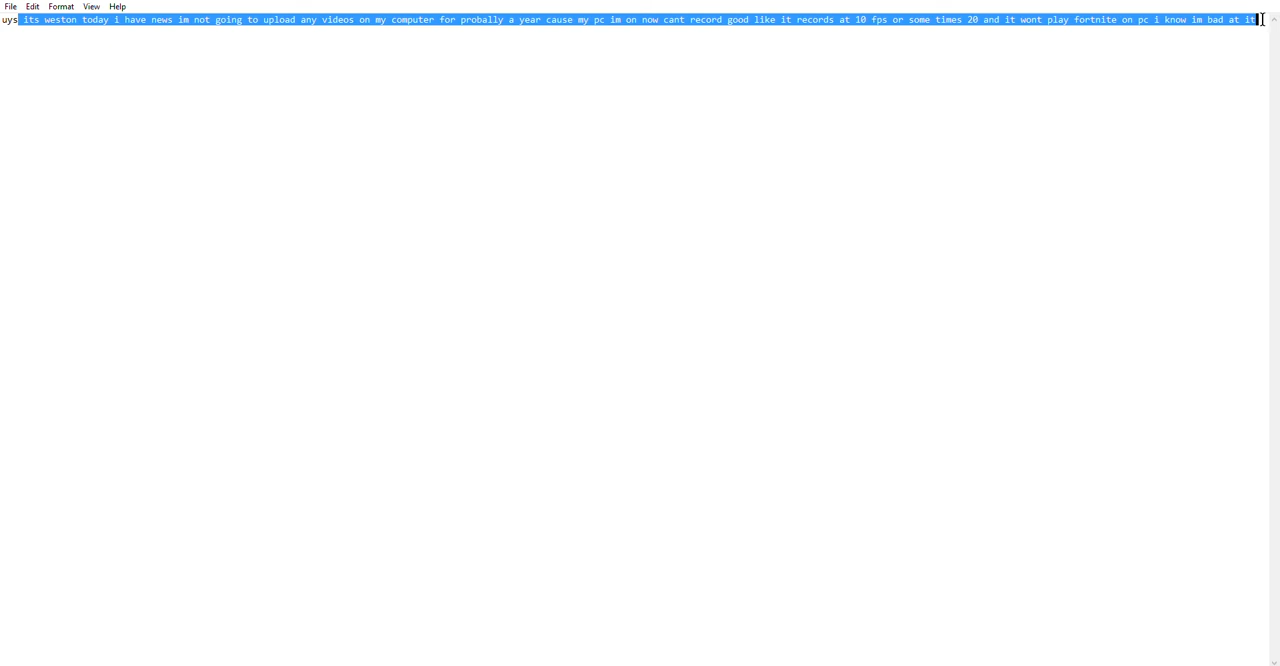 File Edit Format View Help
uys its weston today i have news im not going to upload any videos on my computer for probally a year cause my pc im on now cant record good like it records at 10 fps or some times 20 and it wont play fortnite on pc i know im bad at it